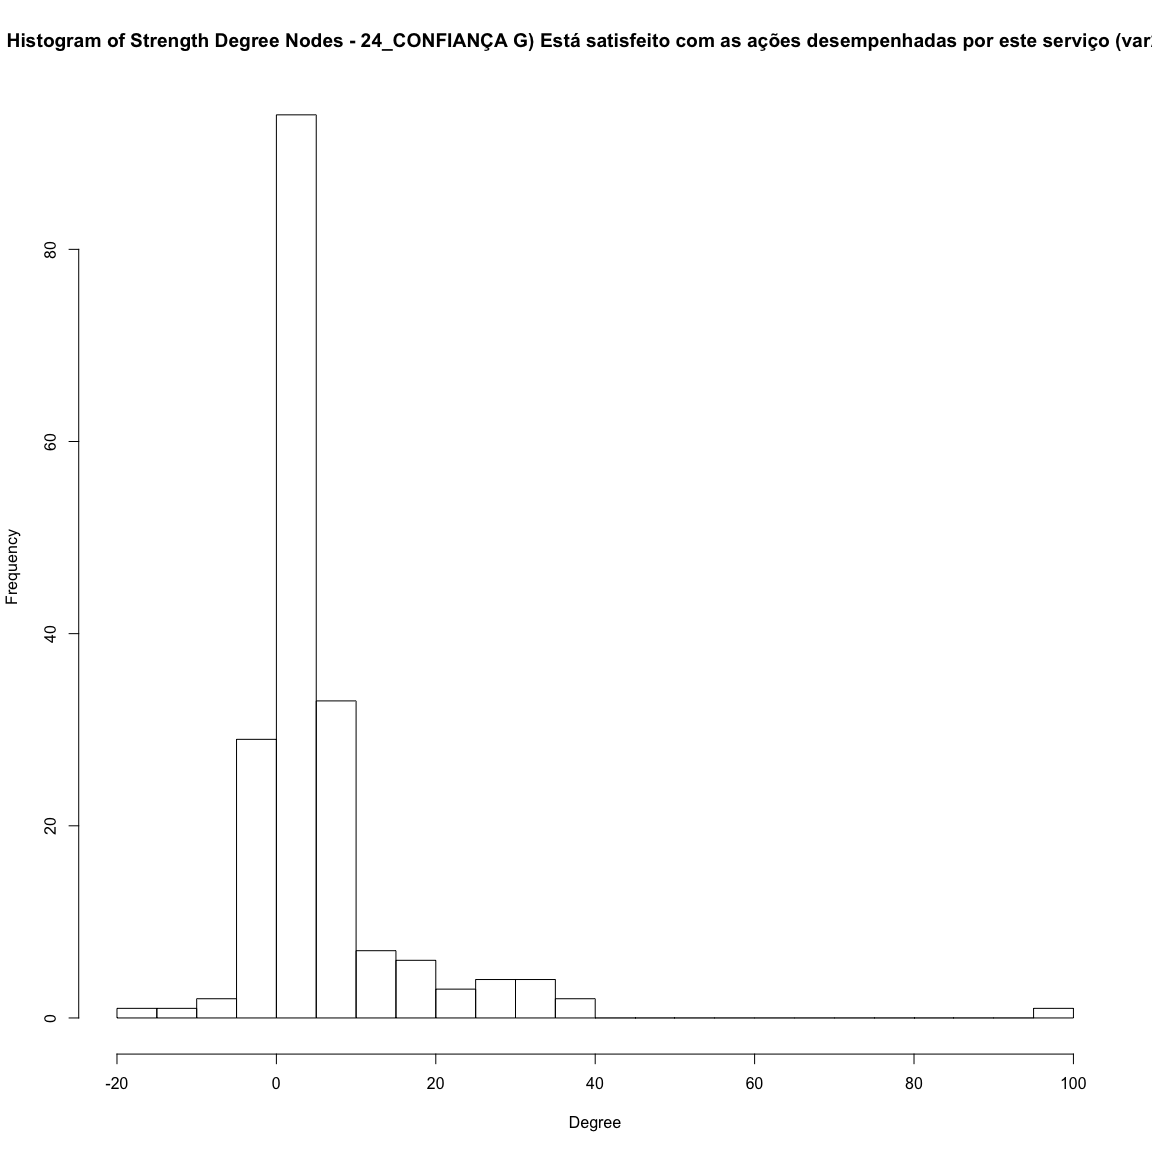 Histogram of Strength Degree Nodes - 24_CONFIANÇA G) Está satisfeito com as ações desempenhadas por este serviço (var
80
60
40
20
0
Frequency
-20 0 20 40 60 80 100
Degree